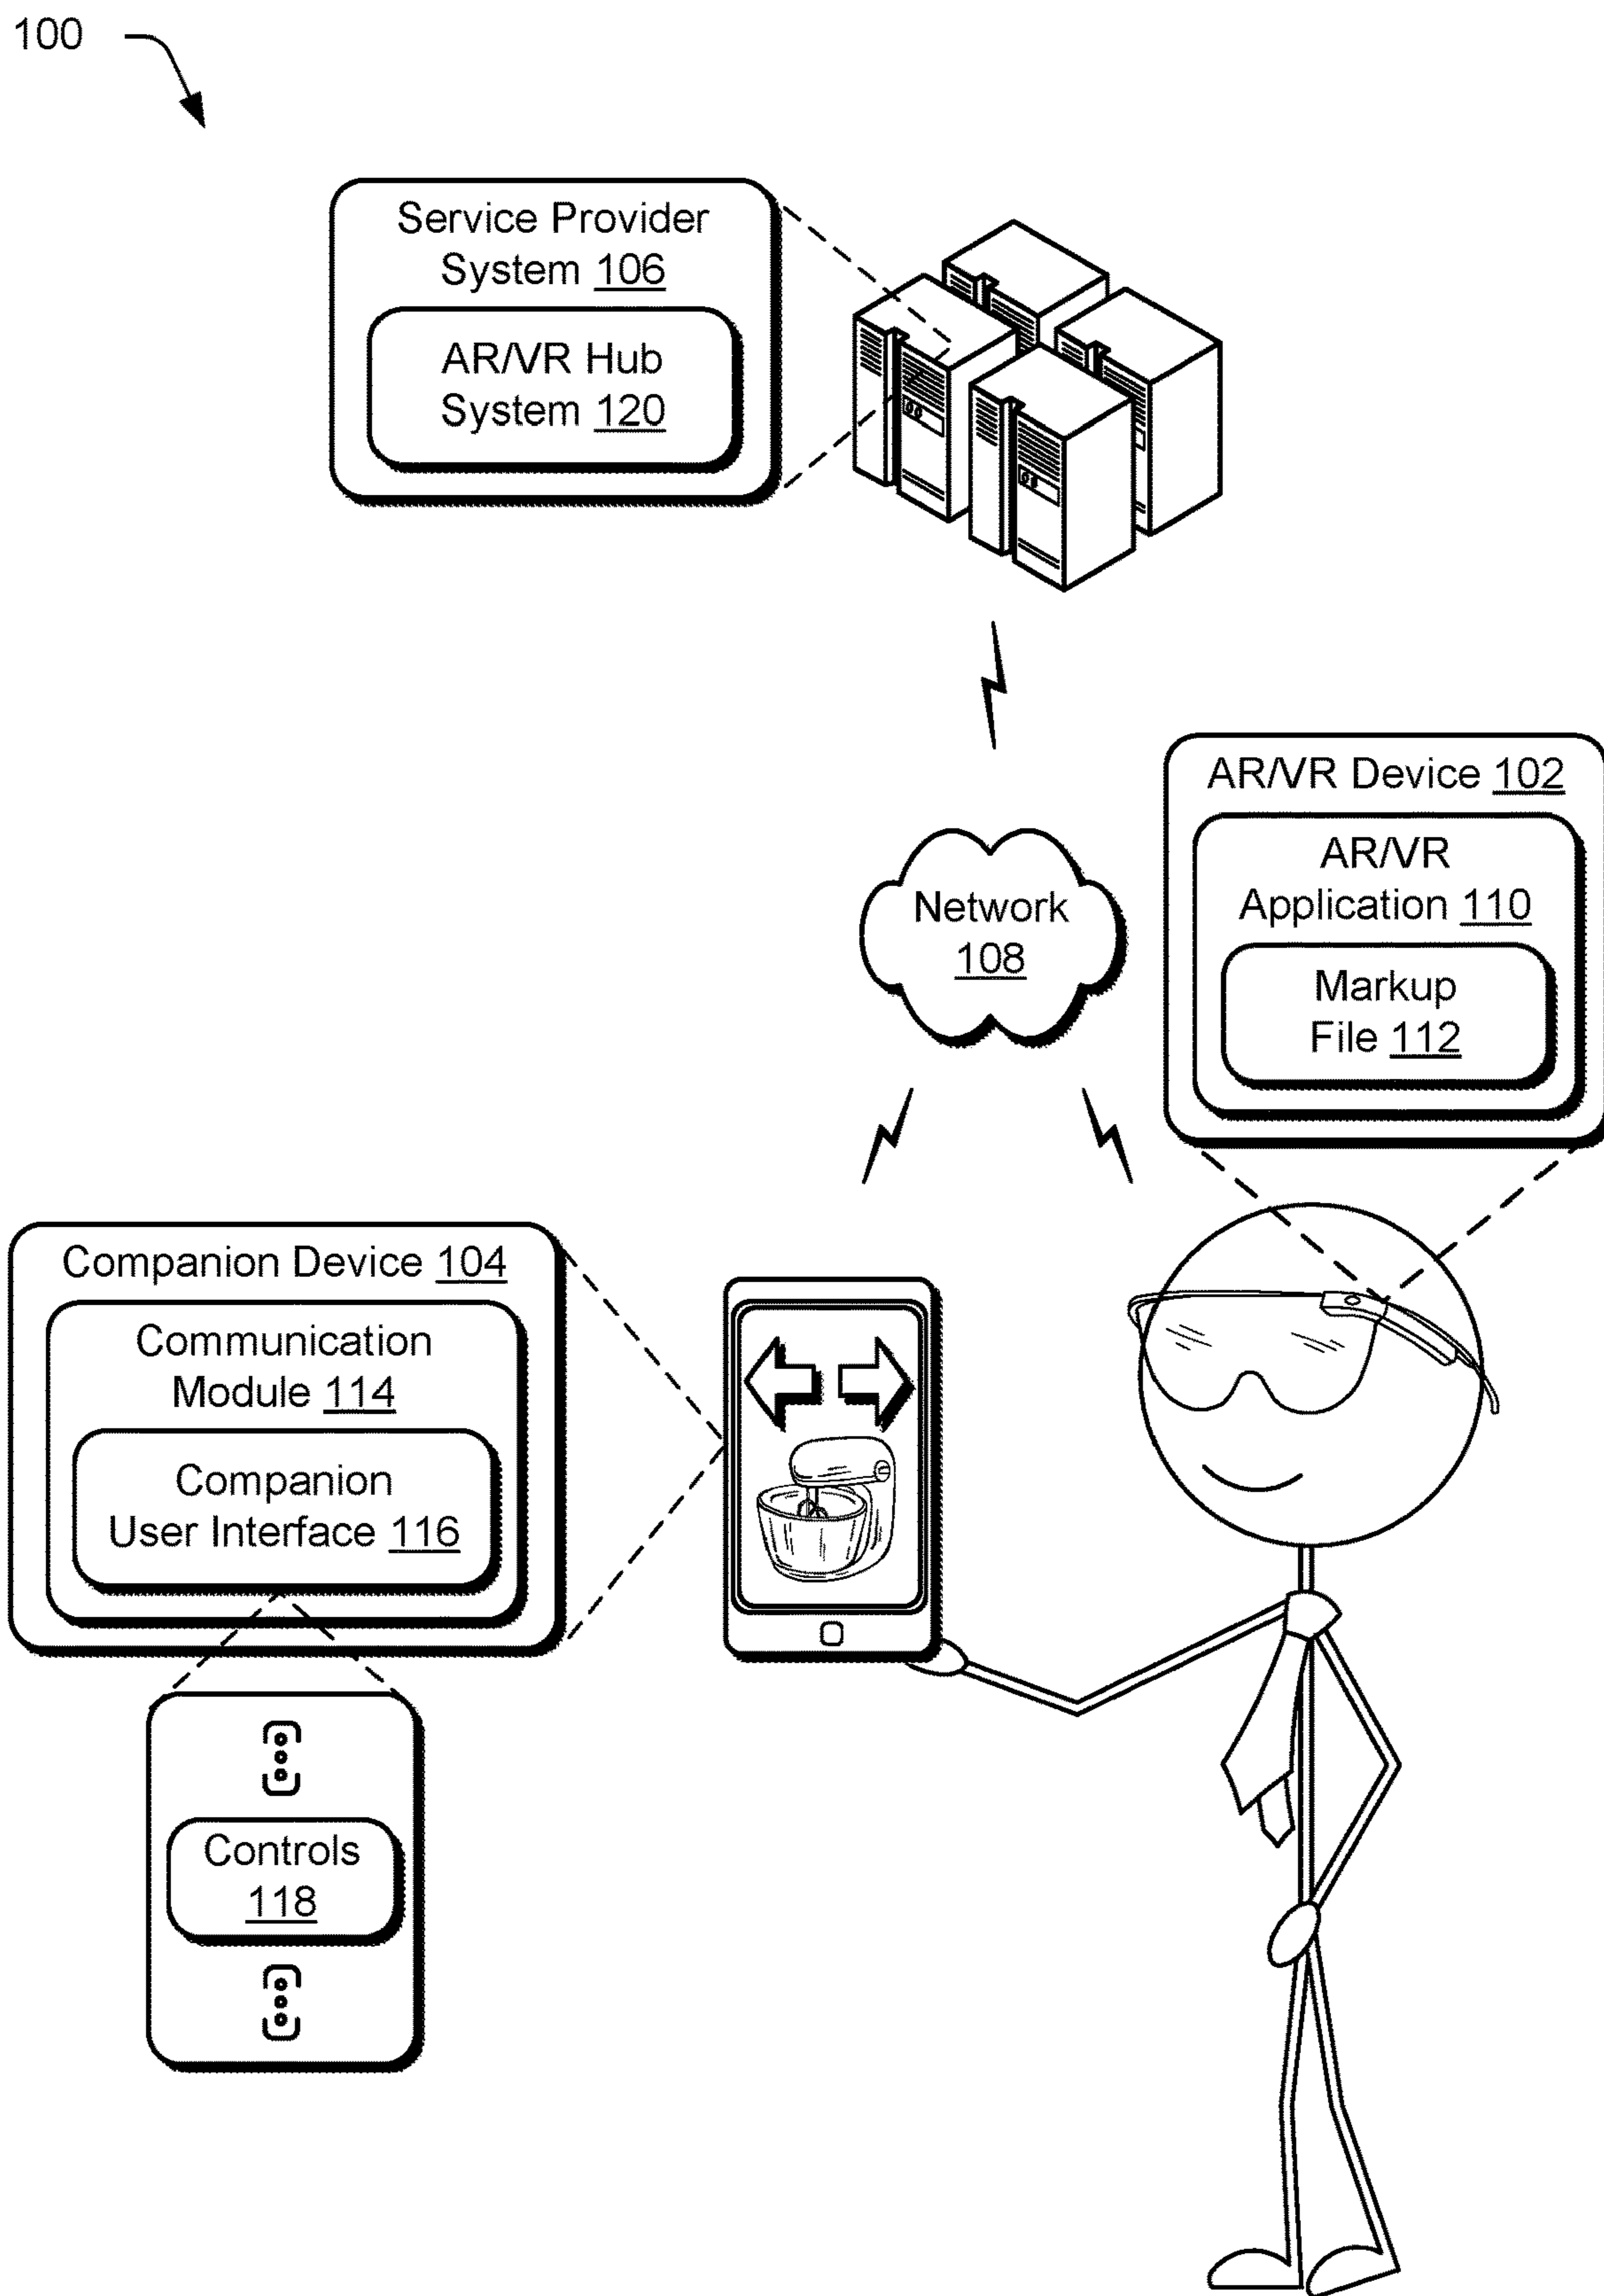 100
Service Provider
System 106
AR/VR Hub
System 120
AR/VR Device 102
AR/VR
Application 110
Markup
File 112
Network
108
Companion Device 104
Communication
Module 114
Companion
User Interface 116
Controls
118